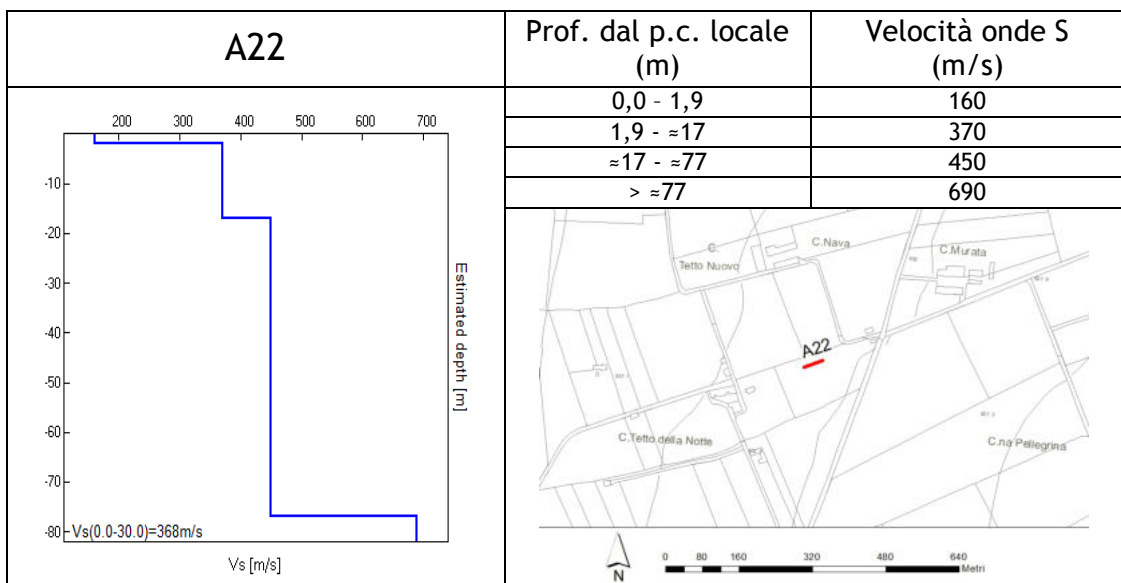 A22
Prof. dal p.c. locale
(m)
Velocità onde S
(m/s)
0,0 – 1,9 160
1,9 - ≈17 370
≈17 - ≈77 450
> ≈77 690
200 300 400 500 600 700
-10
-20
-30
-40
-50
-60
-70
-80
Vs(0.0-30.0)=368m/s
Vs [m/s]
Estimated depth [m]
C.
Tetto Nuovo
C.Nava
C.Murata
A22
C.Tetto della Notte
C.na Pellegrina
N
0 80 160 320 480 640
Metri